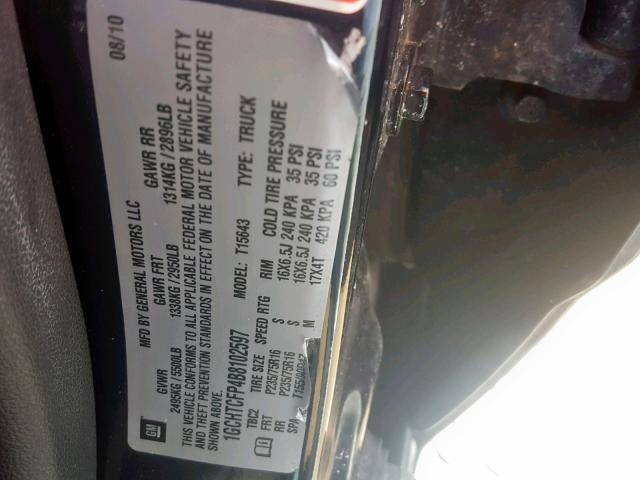 GM
MFD BY GENERAL MOTORS LLC 08/10
GVWR GAWR FRT GAWR RR
2495KG / 5500LB 1338KG / 2950LB 1314KG / 2896LB
THIS VEHICLE CONFORMS TO ALL APPLICABLE FEDERAL MOTOR VEHICLE SAFETY
AND THEFT PREVENTION STANDARDS IN EFFECT ON THE DATE OF MANUFACTURE
SHOWN ABOVE.
1GCHTCFP4B8102597 MODEL: T15643 TYPE: TRUCK
TBC2 TIRE SIZE SPEED RTG RIM COLD TIRE PRESSURE
FRT P235/75R16 S 16X6.5J 240 KPA 35 PSI
RR P235/75R16 S 16X6.5J 240 KPA 35 PSI
SPA M 17X4T 420 KPA 60 PSI